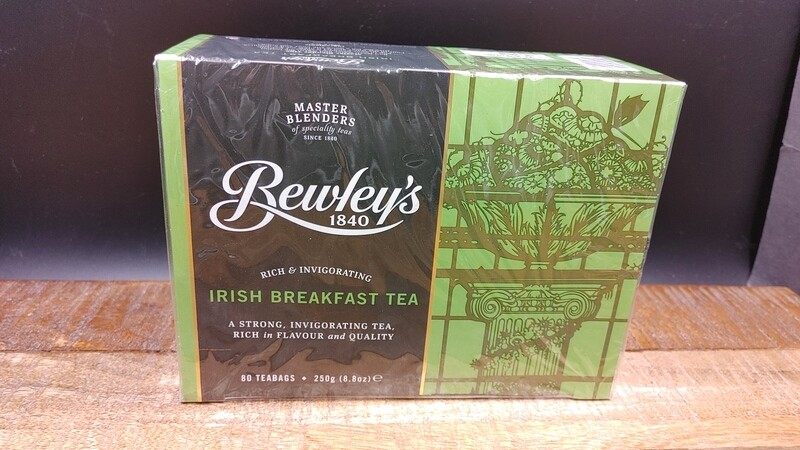 Bewley's
MASTER
BLENDERS
of speciality teas
SINCE 1840
Bewley's
1840
RICH & INVIGORATING
IRISH BREAKFAST TEA
A STRONG, INVIGORATING TEA,
RICH in FLAVOUR and QUALITY
80 TEABAGS • 250g (8.8oz) ℮